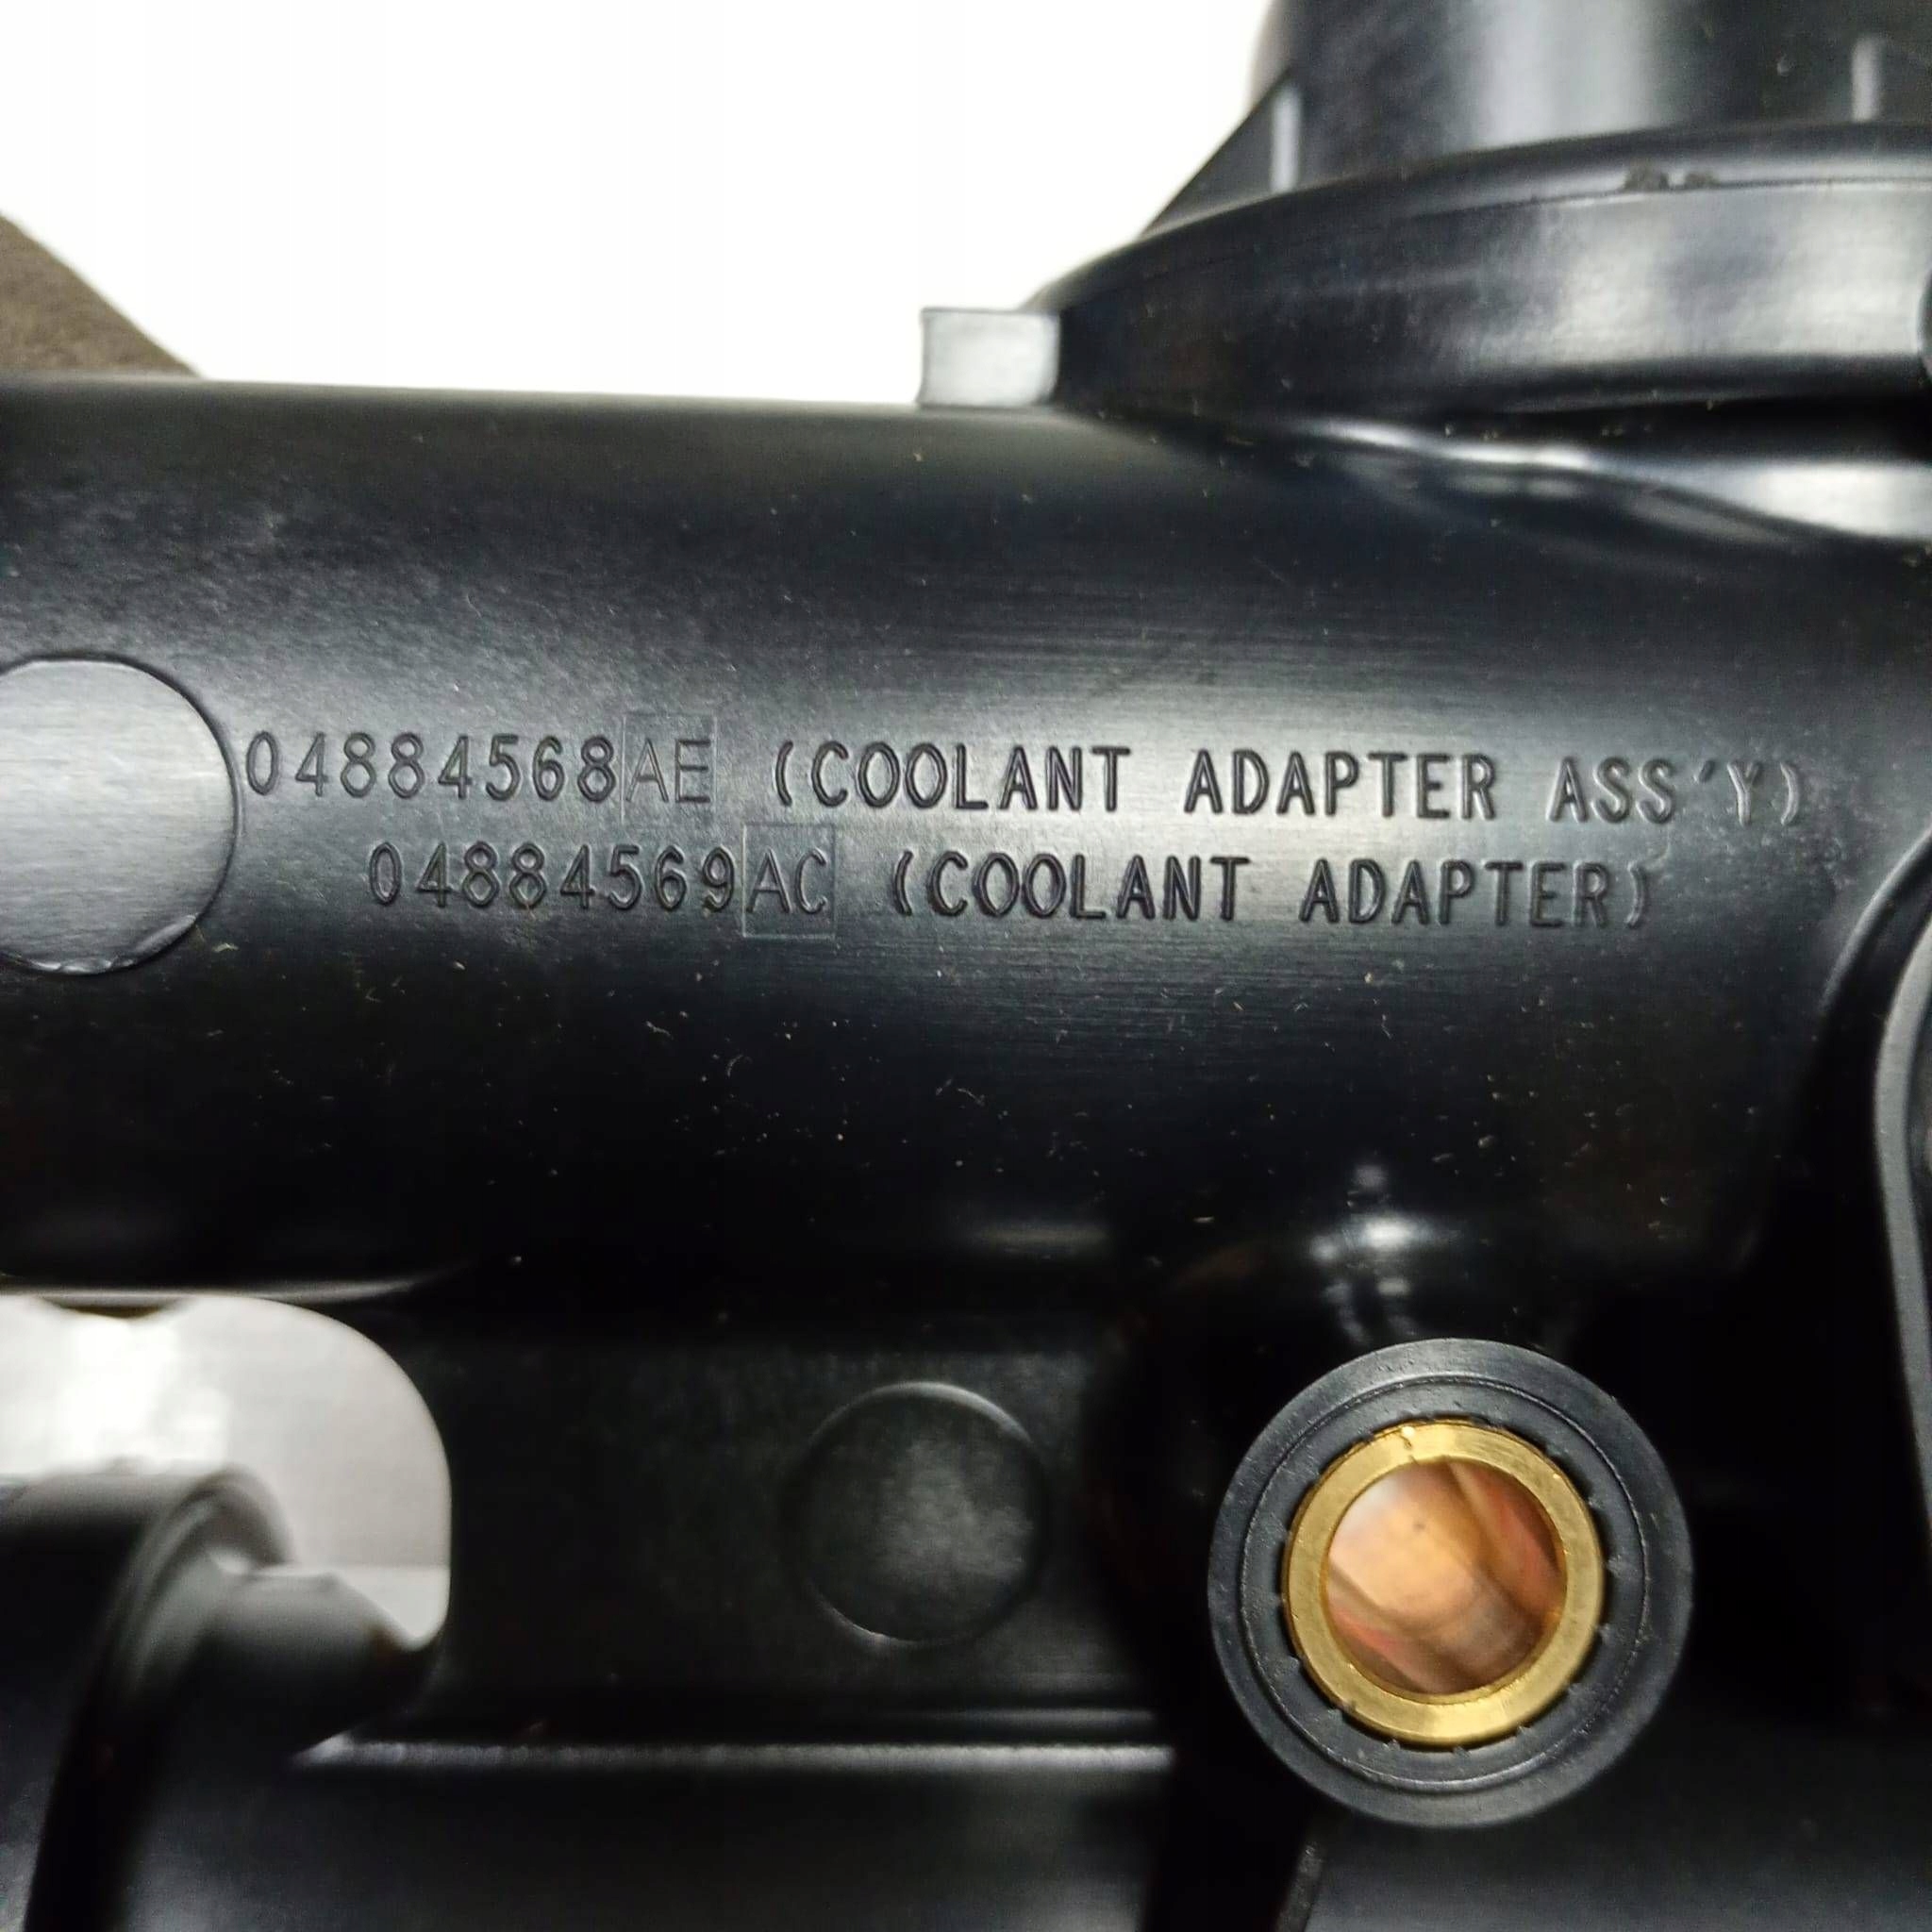 04884568AE (COOLANT ADAPTER ASS'Y)
04884569AC (COOLANT ADAPTER)